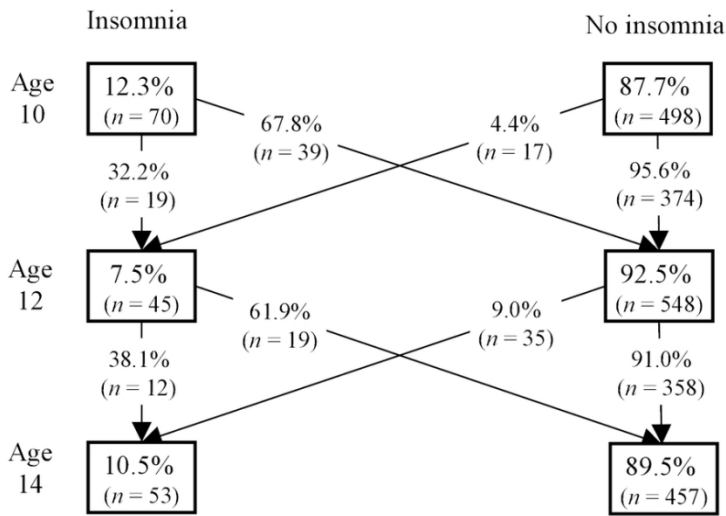 Insomnia
No insomnia
Age
10
12.3%
(n = 70)
87.7%
(n = 498)
67.8%
(n = 39)
4.4%
(n = 17)
32.2%
(n = 19)
95.6%
(n = 374)
Age
12
7.5%
(n = 45)
92.5%
(n = 548)
61.9%
(n = 19)
9.0%
(n = 35)
38.1%
(n = 12)
91.0%
(n = 358)
Age
14
10.5%
(n = 53)
89.5%
(n = 457)